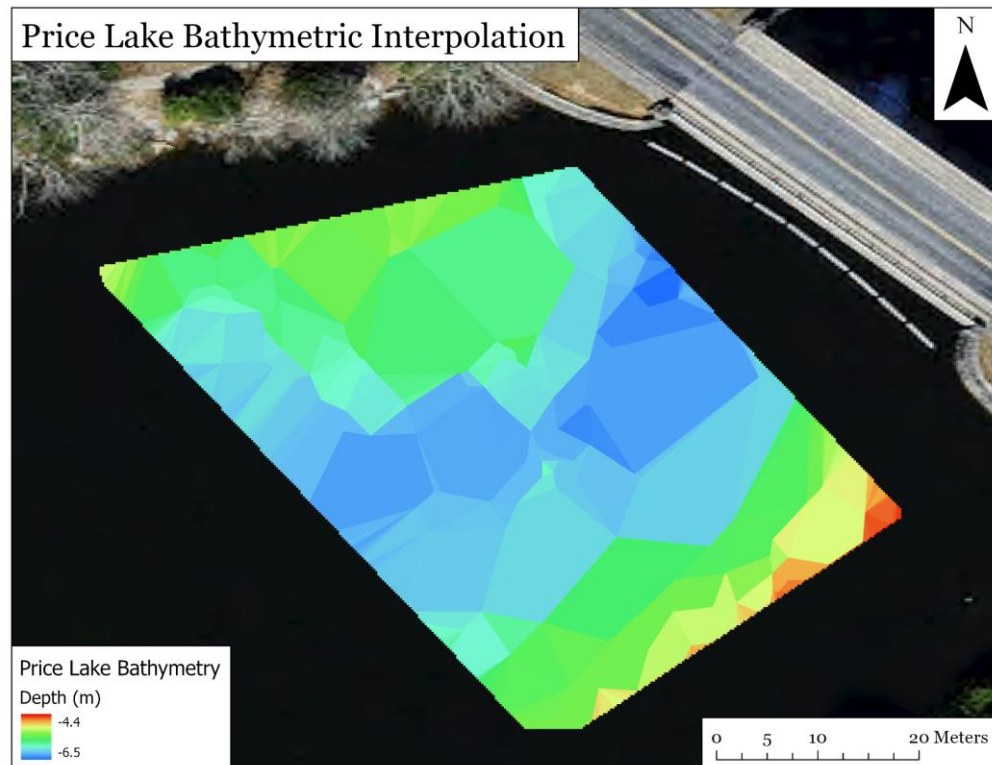 Price Lake Bathymetric Interpolation
N
Price Lake Bathymetry
Depth (m)
-4.4
-6.5
0 5 10 20 Meters